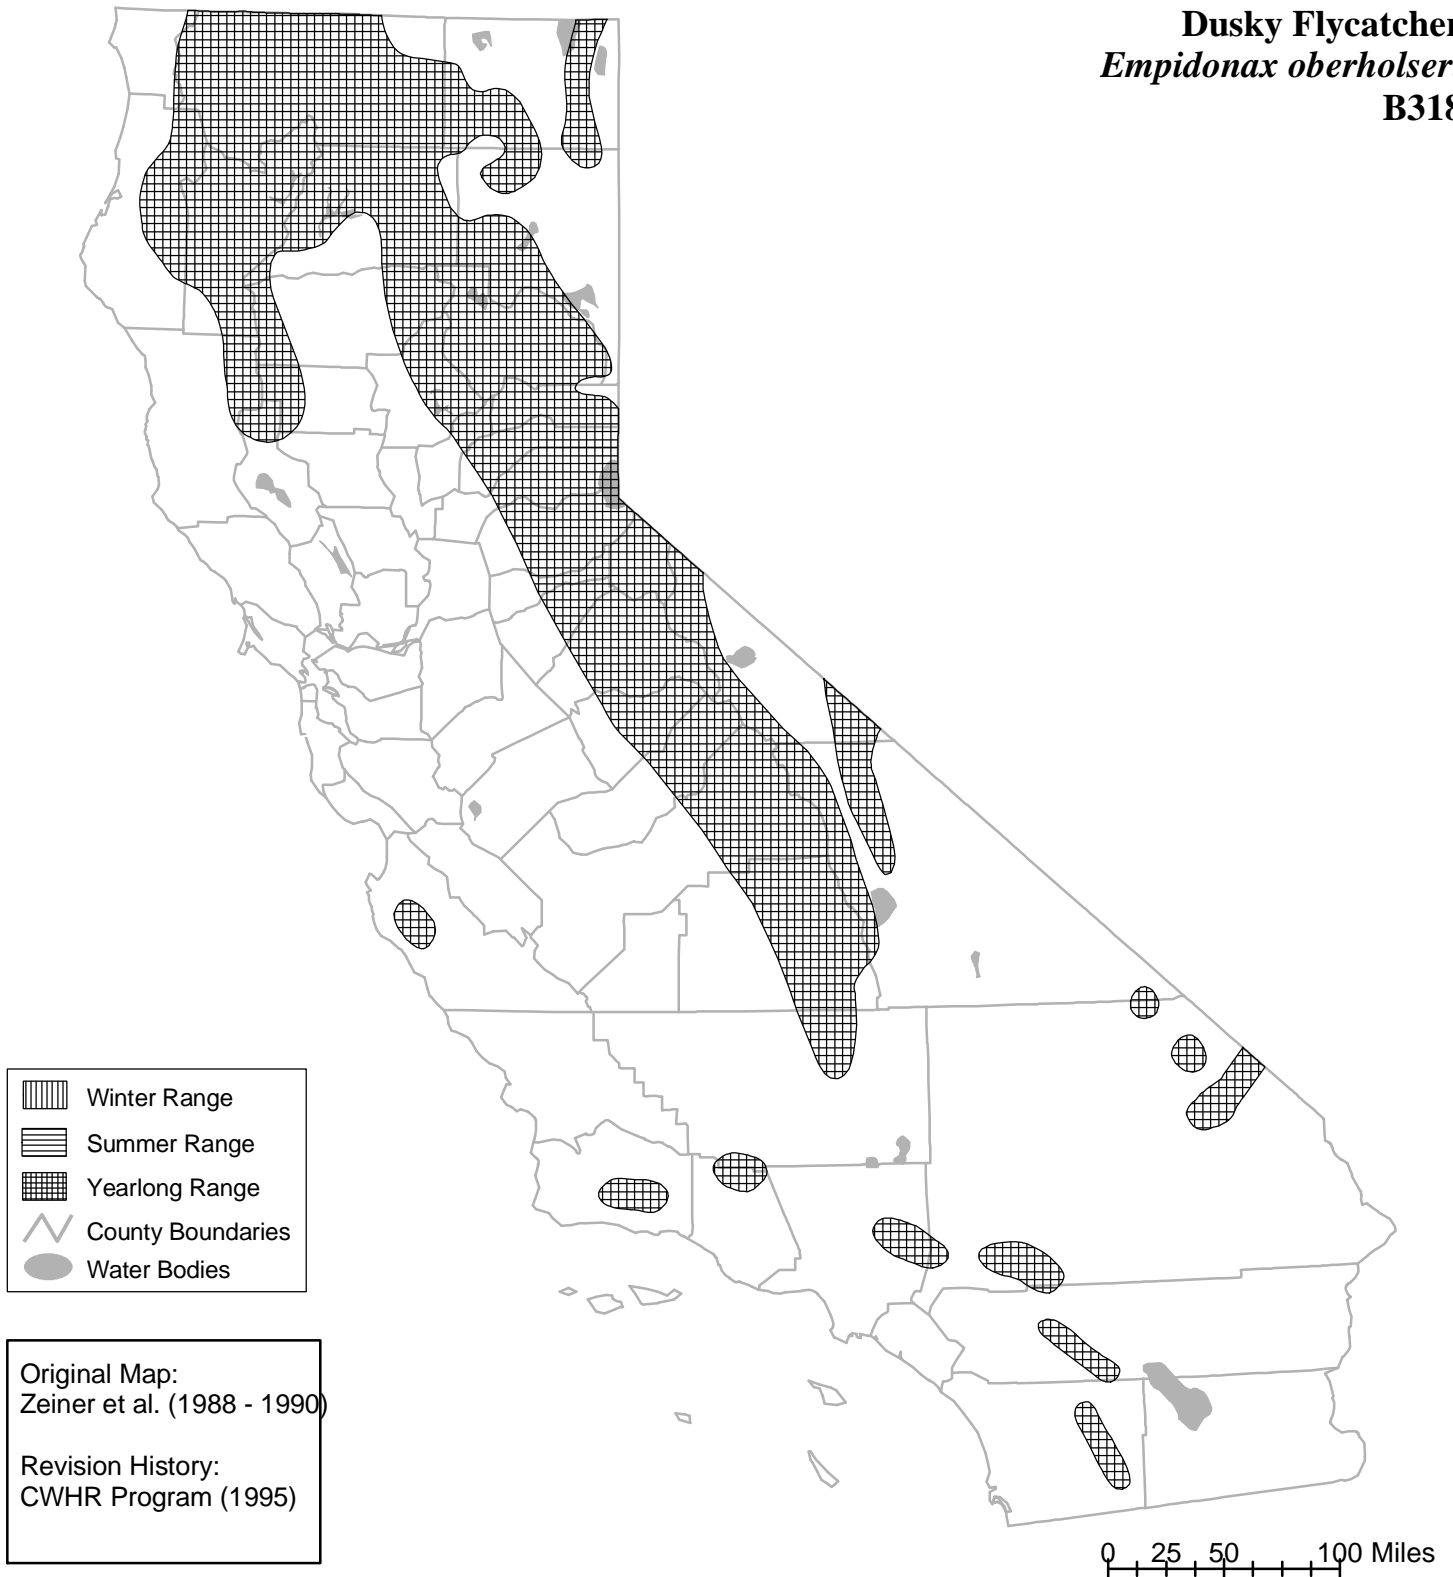 Dusky Flycatcher
Empidonax oberholser
B318
Winter Range
Summer Range
Yearlong Range
County Boundaries
Water Bodies
Original Map:
Zeiner et al. (1988 - 1990)
Revision History:
CWHR Program (1995)
0 25 50 100 Miles